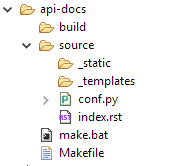 api-docs
build
source
_static
_templates
conf.py
index.rst
make.bat
Makefile